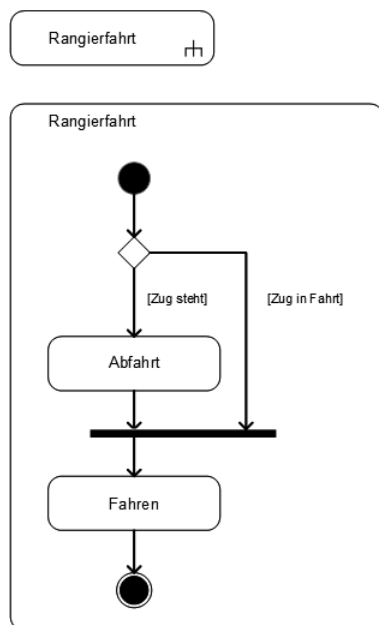 Rangierfahrt
Rangierfahrt
[Zug steht]
[Zug in Fahrt]
Abfahrt
Fahren